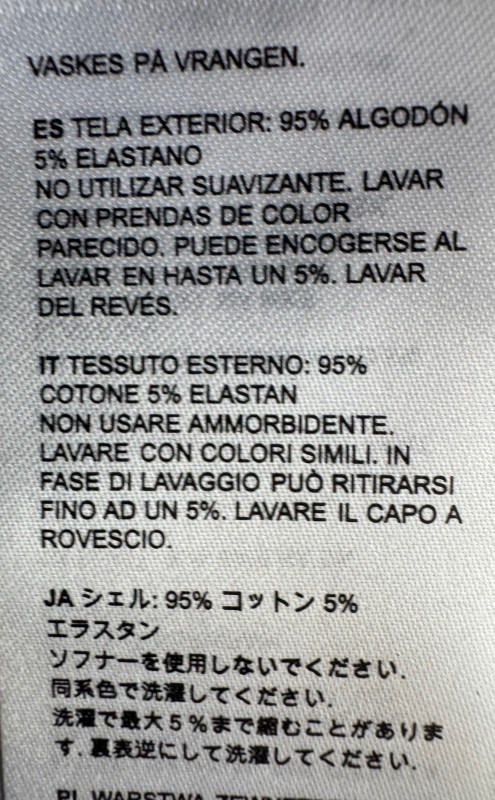 VASKES PÅ VRANGEN.
ES TELA EXTERIOR: 95% ALGODÓN
5% ELASTANO
NO UTILIZAR SUAVIZANTE. LAVAR
CON PRENDAS DE COLOR
PARECIDO. PUEDE ENCOGERSE AL
LAVAR EN HASTA UN 5%. LAVAR
DEL REVÉS.
IT TESSUTO ESTERNO: 95%
COTONE 5% ELASTAN
NON USARE AMMORBIDENTE.
LAVARE CON COLORI SIMILI. IN
FASE DI LAVAGGIO PUÒ RITIRARSI
FINO AD UN 5%. LAVARE IL CAPO A
ROVESCIO.
JA シェル: 95% コットン 5%
エラスタン
ソフナーを使用しないでください.
同系色で洗濯してください.
洗濯で最大5%まで縮むことがありま
す. 裏表逆にして洗濯してください.
PL WARSTWA